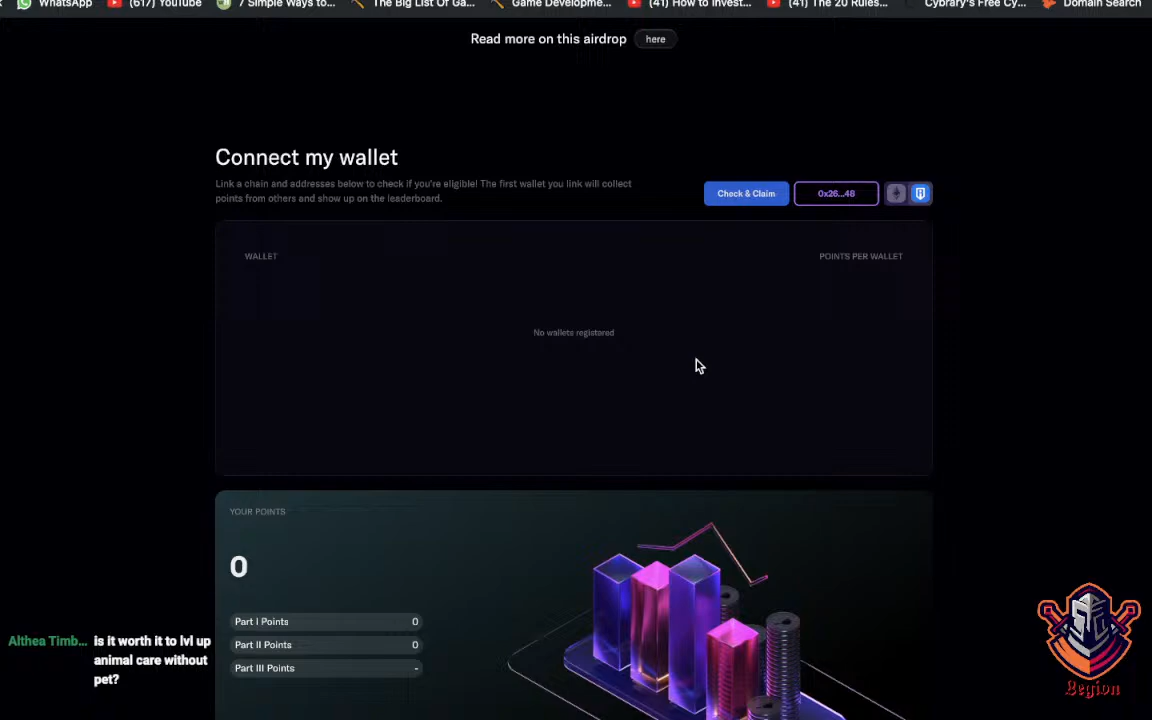 WhatsApp
(617) YouTube
7 Simple Ways to...
The Big List Of Ga...
Game Developme...
(41) How to Invest...
(41) The 20 Rules...
Cybrary's Free Cy...
Domain Search
Read more on this airdrop here
Connect my wallet
Link a chain and addresses below to check if you're eligible! The first wallet you link will collect
points from others and show up on the leaderboard.
Check & Claim
0x26...48
WALLET
POINTS PER WALLET
No wallets registered
YOUR POINTS
0
Part I Points 0
Part II Points 0
Part III Points -
Althea Timb... is it worth it to lvl up
animal care without
pet?
Legion